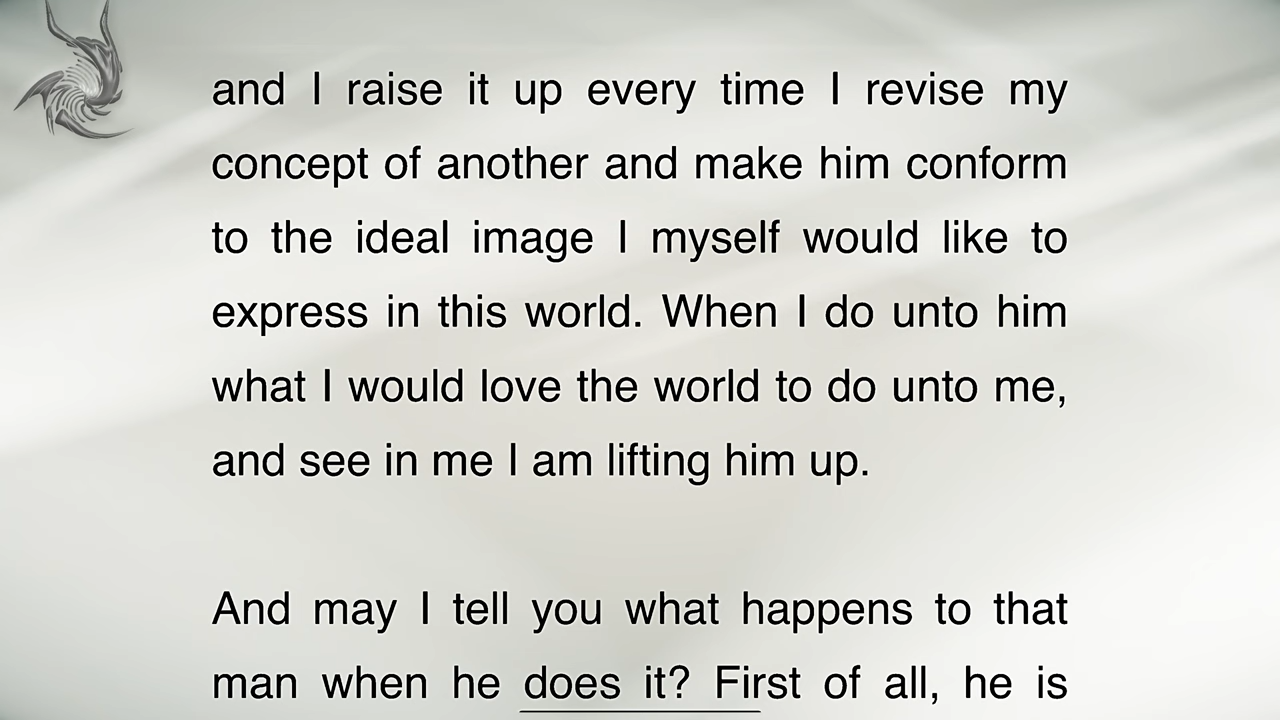 and I raise it up every time I revise my
concept of another and make him conform
to the ideal image I myself would like to
express in this world. When I do unto him
what I would love the world to do unto me,
and see in me I am lifting him up.
And may I tell you what happens to that
man when he does it? First of all, he is